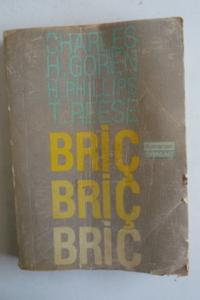 CHARLES
H. GOREN
H. PHILLIPS
T. REESE
BRİÇ
BRİÇ
BRİÇ